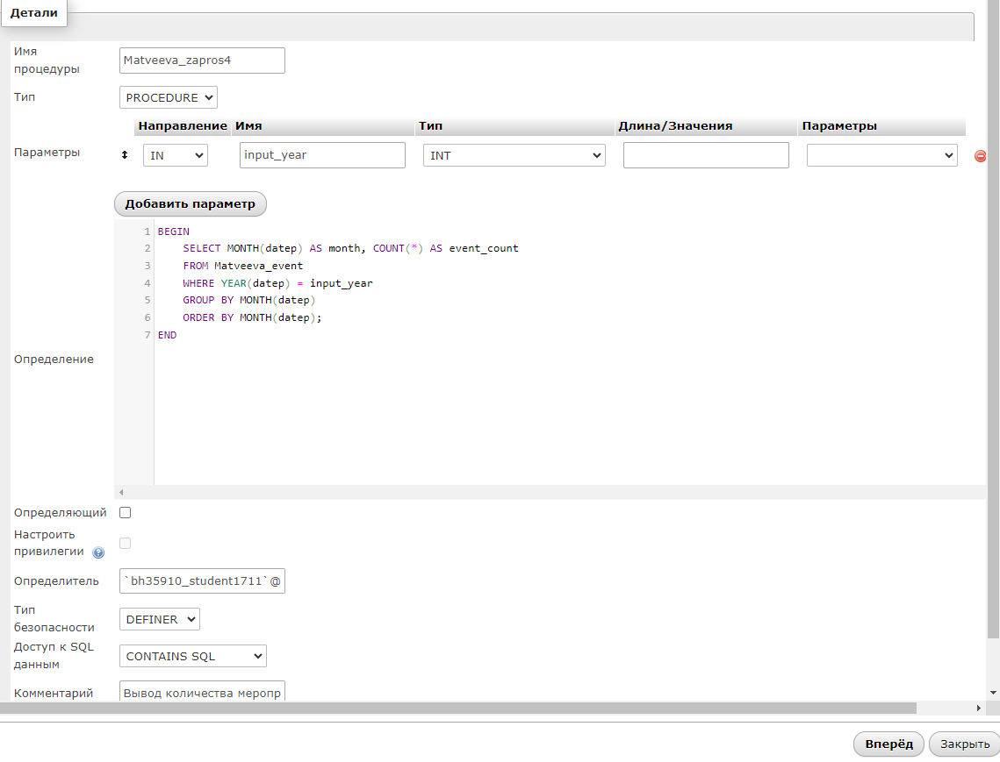 Детали
Имя
процедуры
Matveeva_zapros4
Тип
PROCEDURE
Направление Имя Тип Длина/Значения Параметры
Параметры
IN input_year INT
Добавить параметр
Определение
1 BEGIN
2 SELECT MONTH(datep) AS month, COUNT(*) AS event_count
3 FROM Matveeva_event
4 WHERE YEAR(datep) = input_year
5 GROUP BY MONTH(datep)
6 ORDER BY MONTH(datep);
7 END
Определяющий
Настроить
привилегии
Определитель
`bh35910_student1711`@
Тип
безопасности
DEFINER
Доступ к SQL
данным
CONTAINS SQL
Комментарий
Вывод количества меропр
Вперёд Закрыть